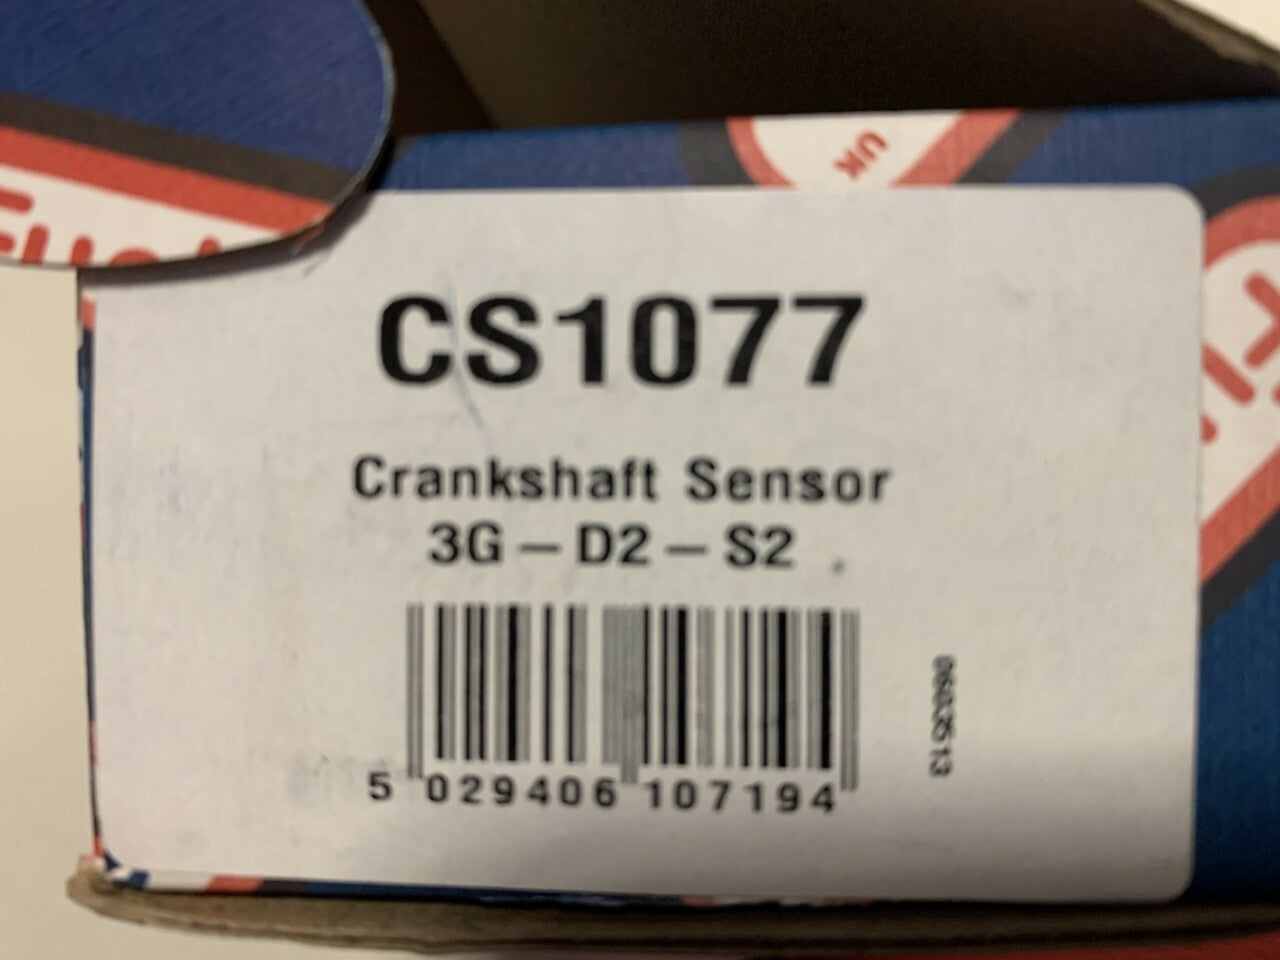 UK
CS1077
Crankshaft Sensor
3G – D2 – S2
5 029406 107194